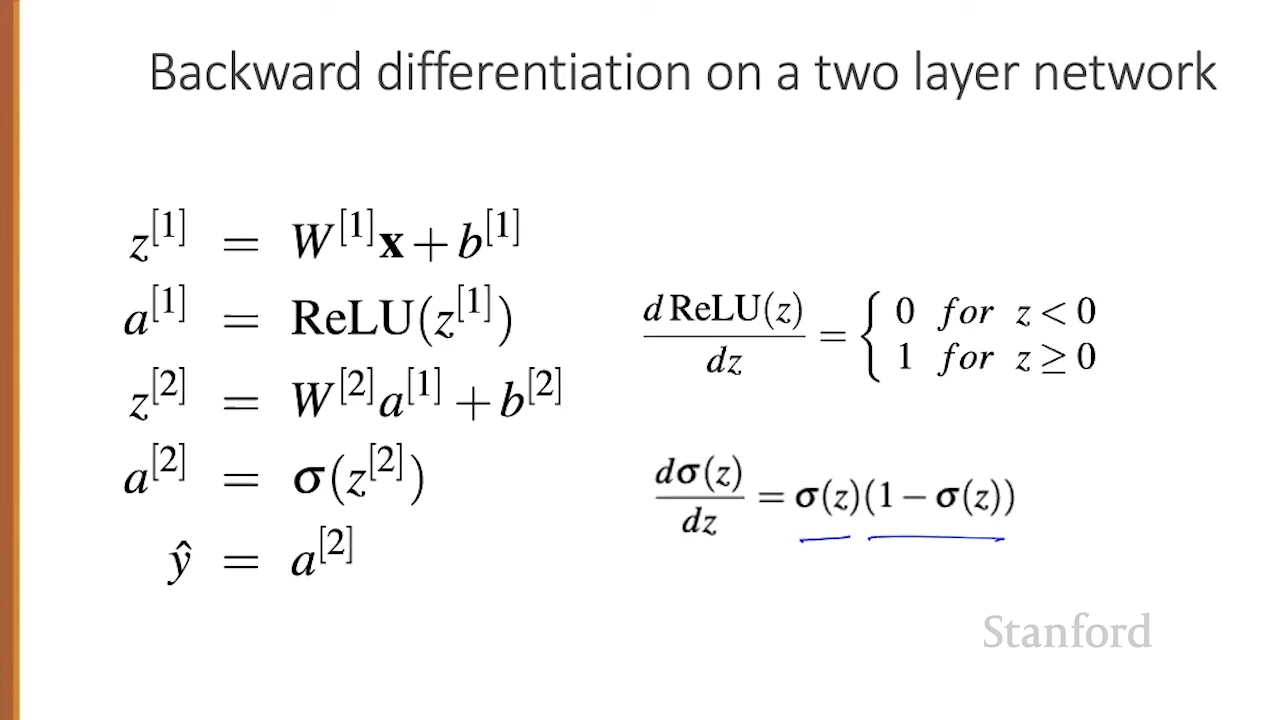 Backward differentiation on a two layer network
z^[1] = W^[1]x + b^[1]
a^[1] = ReLU(z^[1])
z^[2] = W^[2]a^[1] + b^[2]
a^[2] = σ(z^[2])
ŷ = a^[2]
d ReLU(z)/dz = { 0 for z < 0
1 for z ≥ 0
dσ(z)/dz = σ(z)(1 − σ(z))
Stanford